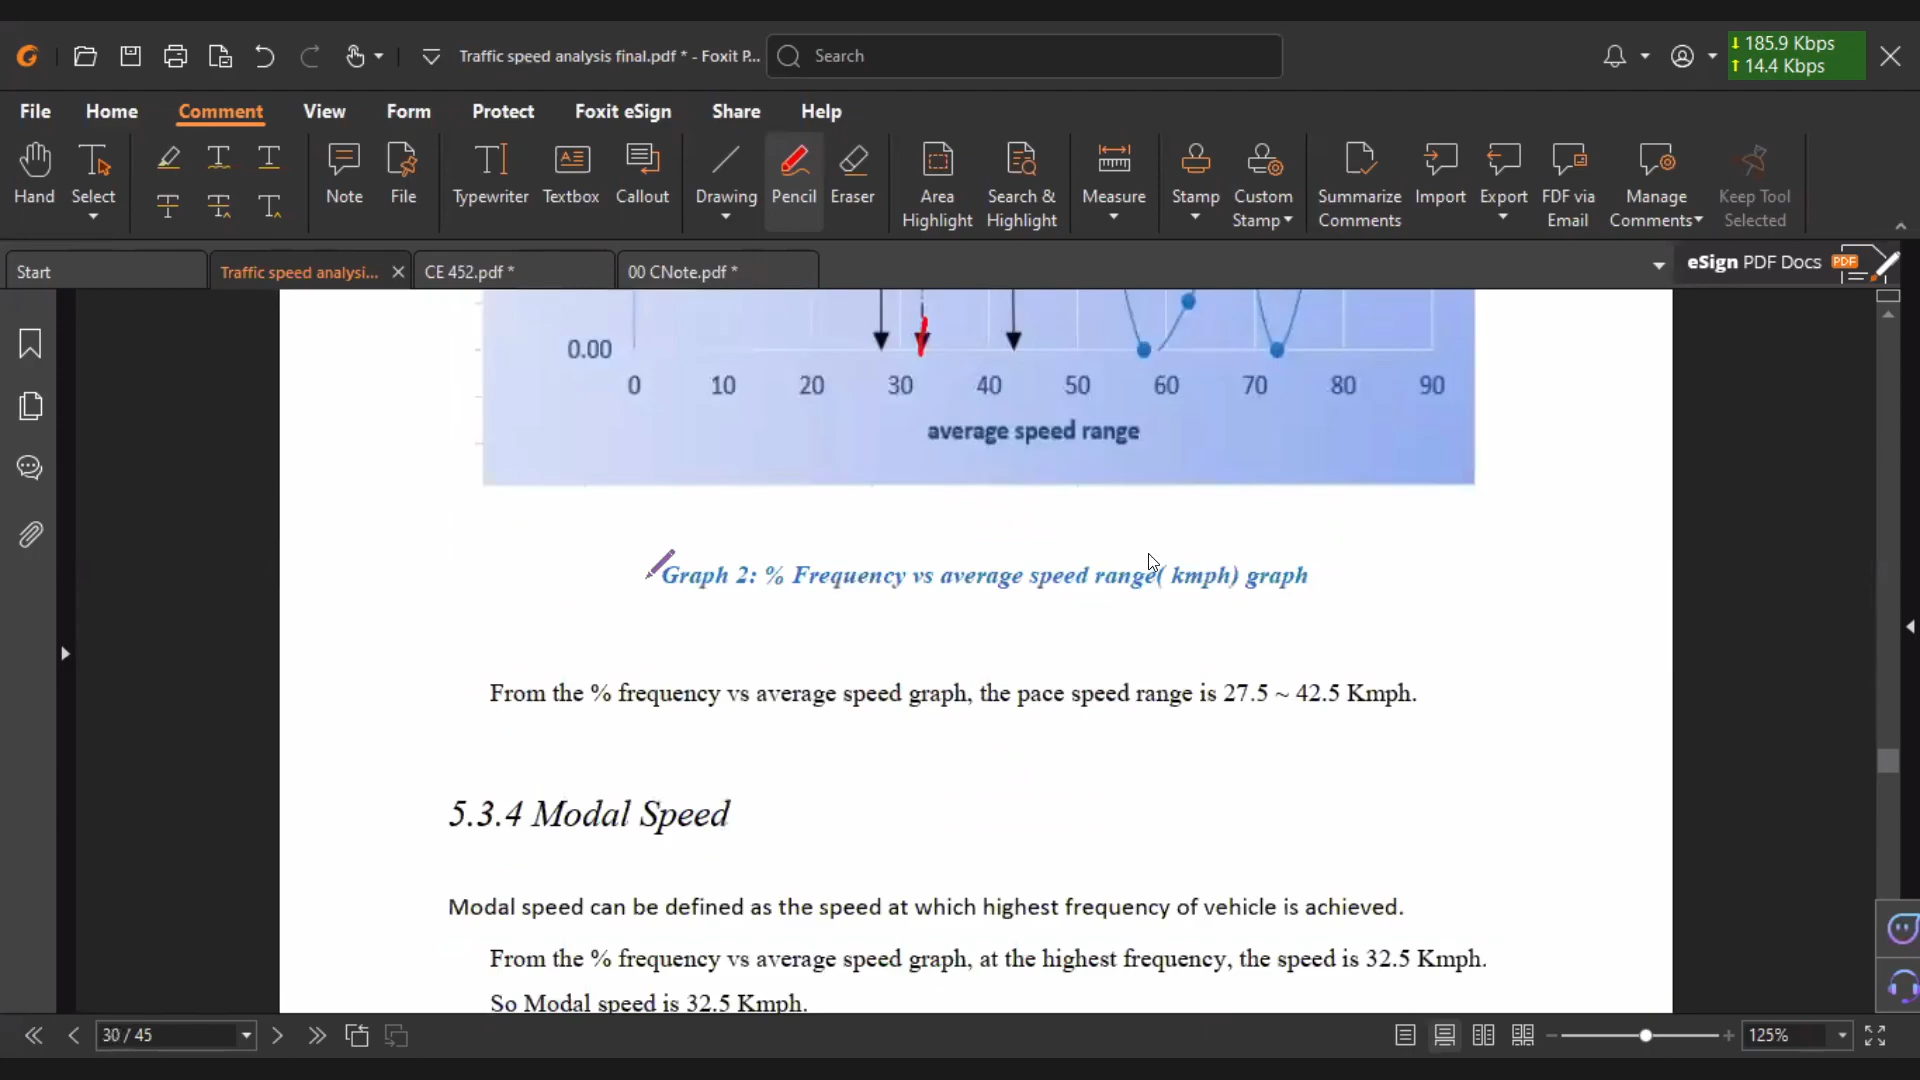 Traffic speed analysis final.pdf * - Foxit P...
Search
185.9 Kbps
14.4 Kbps
File Home Comment View Form Protect Foxit eSign Share Help
Hand Select Note File Typewriter Textbox Callout Drawing Pencil Eraser Area Highlight Search & Highlight Measure Stamp Custom Stamp Summarize Comments Import Export FDF via Email Manage Comments Keep Tool Selected
Start
Traffic speed analysi...
CE 452.pdf *
00 CNote.pdf *
eSign PDF Docs
PDF
0.00
0 10 20 30 40 50 60 70 80 90
average speed range
Graph 2: % Frequency vs average speed range( kmph) graph
From the % frequency vs average speed graph, the pace speed range is 27.5 ~ 42.5 Kmph.
5.3.4 Modal Speed
Modal speed can be defined as the speed at which highest frequency of vehicle is achieved.
From the % frequency vs average speed graph, at the highest frequency, the speed is 32.5 Kmph.
So Modal speed is 32.5 Kmph.
30 / 45
125%